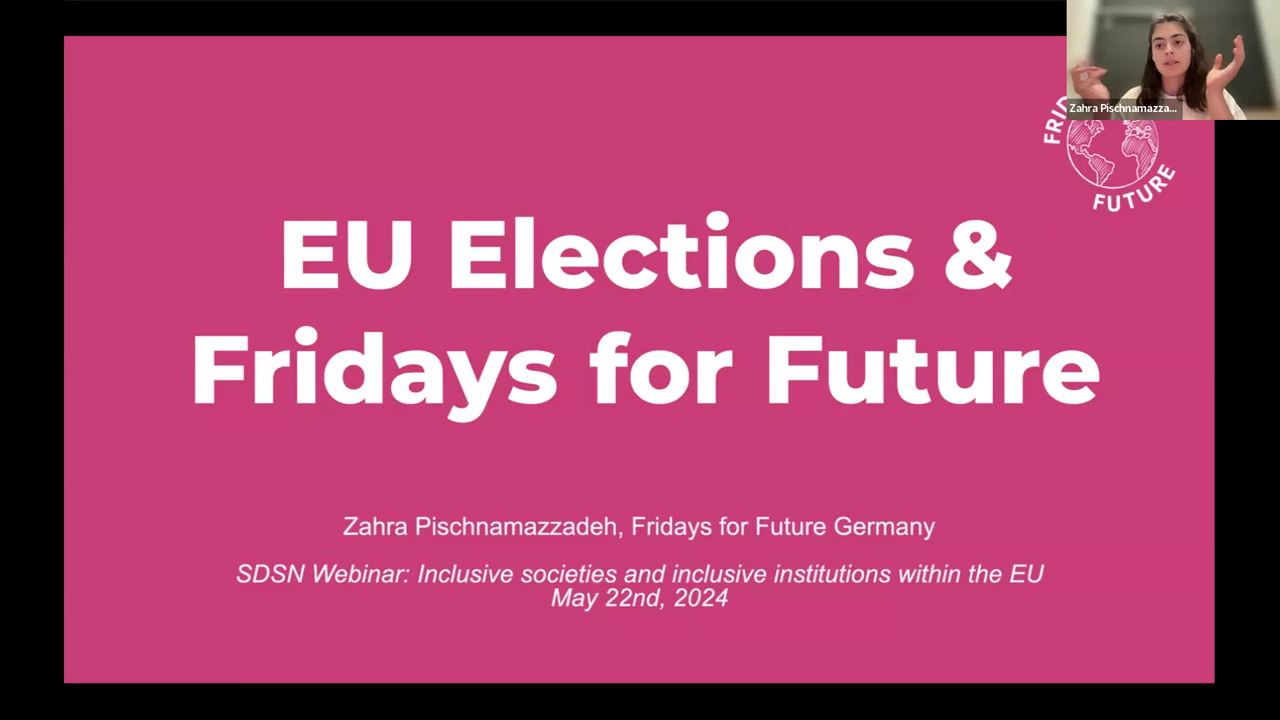 Zahra Pischnamazza...
FRID
FUTURE
EU Elections &
Fridays for Future
Zahra Pischnamazzadeh, Fridays for Future Germany
SDSN Webinar: Inclusive societies and inclusive institutions within the EU
May 22nd, 2024